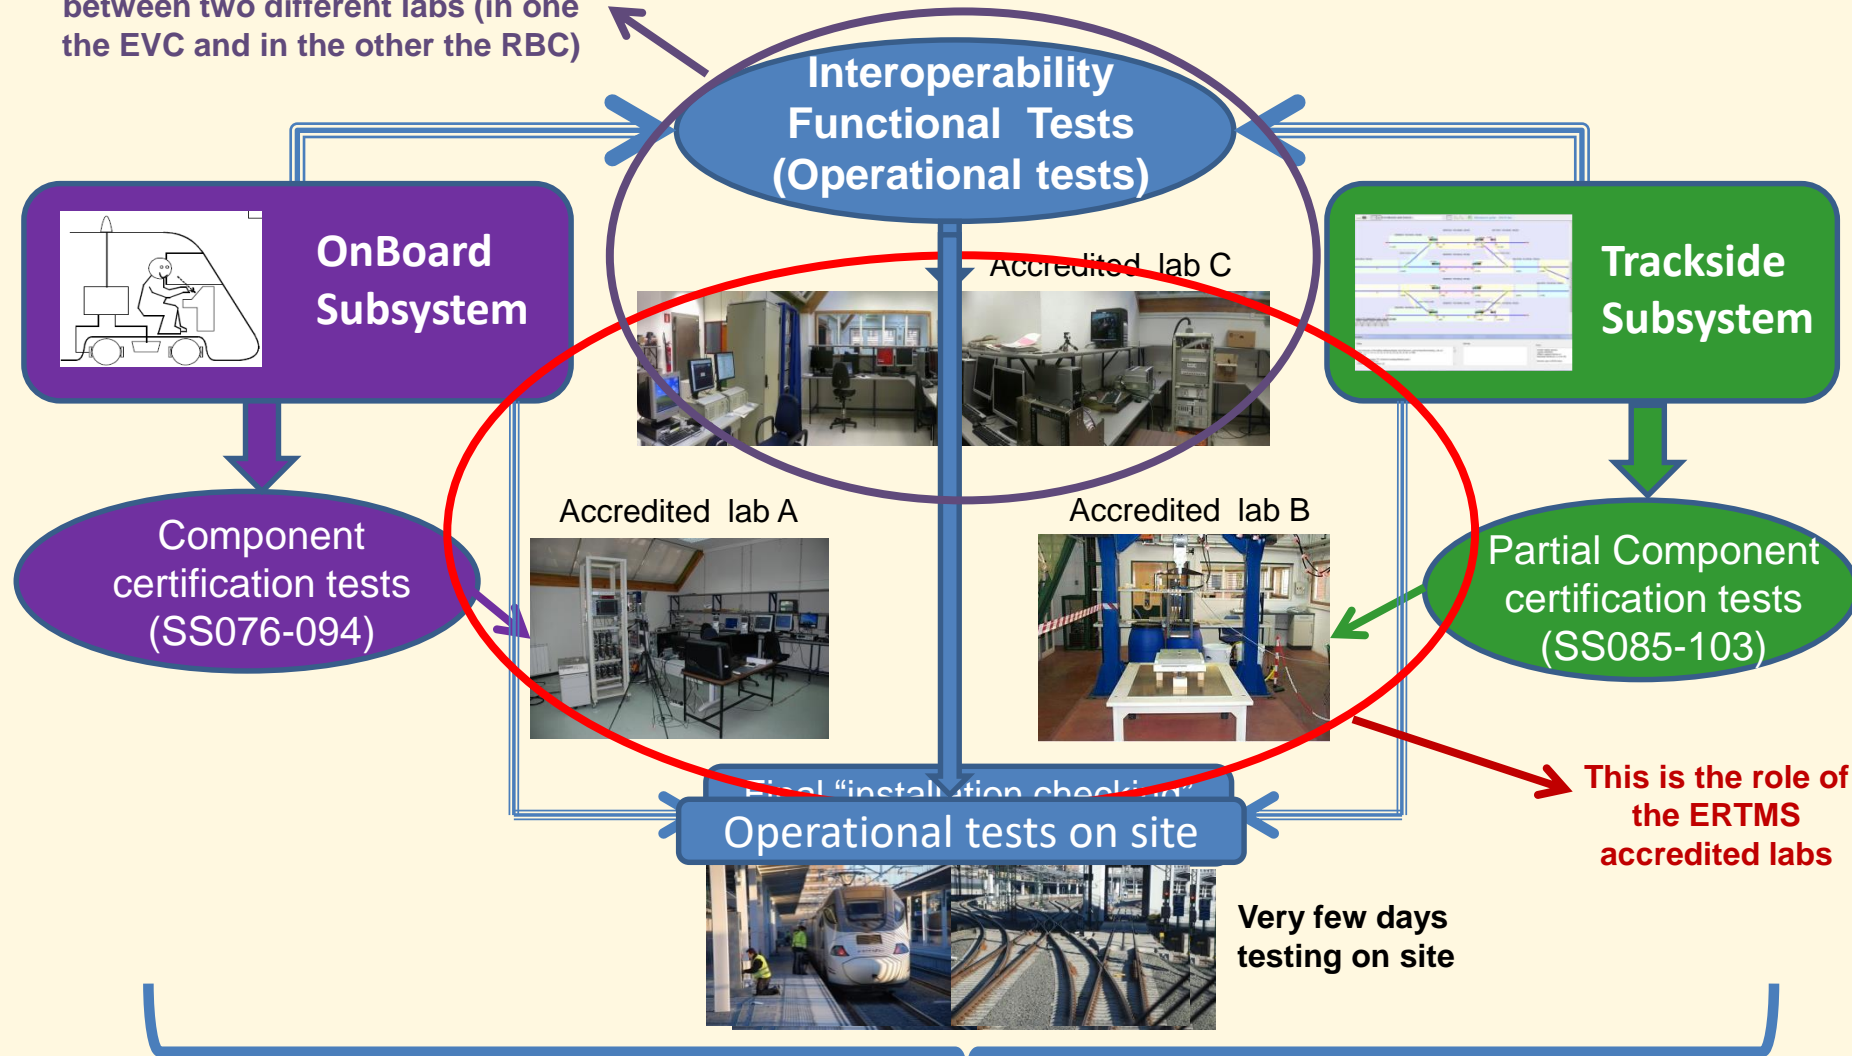 between two different labs (in one
the EVC and in the other the RBC)
Interoperability
Functional Tests
(Operational tests)
OnBoard
Subsystem
Accredited lab C
Trackside
Subsystem
Accredited lab A
Accredited lab B
Component
certification tests
(SS076-094)
Partial Component
certification tests
(SS085-103)
Final “installation checking”
Operational tests on site
This is the role of
the ERTMS
accredited labs
Very few days
testing on site